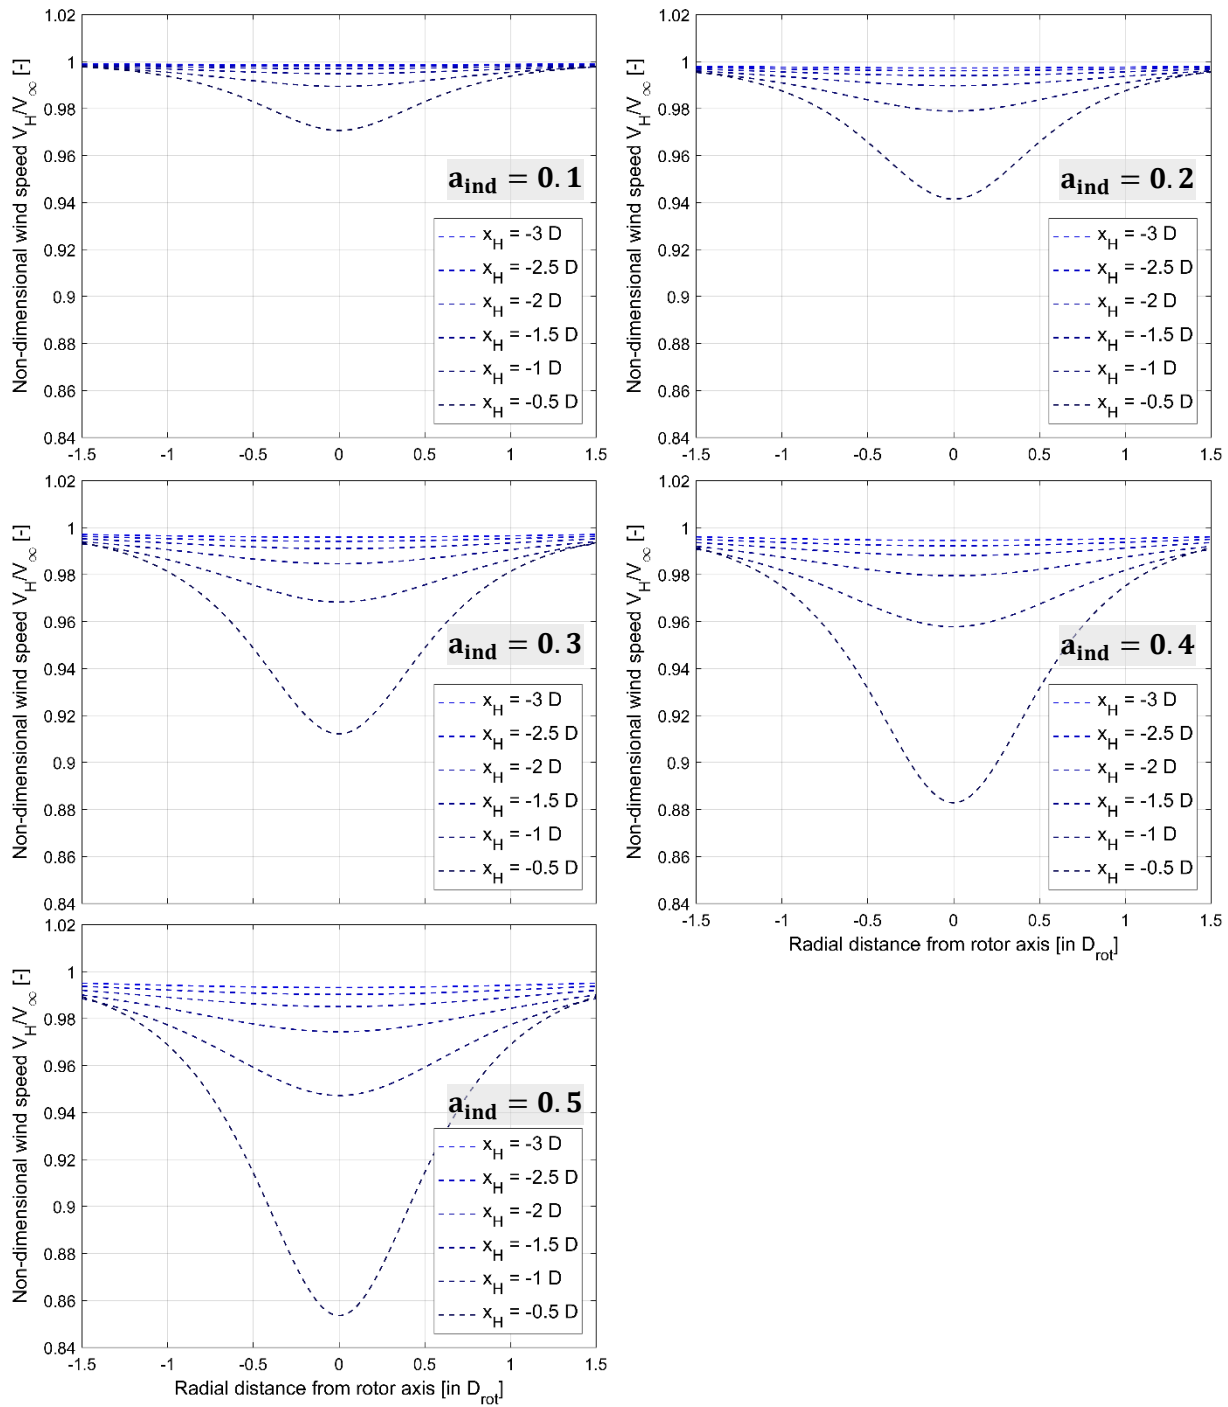 Non-dimensional wind speed V_H/V_∞ [-]
1.02
1
0.98
0.96
0.94
0.92
0.9
0.88
0.86
0.84
-1.5 -1 -0.5 0 0.5 1 1.5
a_ind = 0.1
x_H = -3 D
x_H = -2.5 D
x_H = -2 D
x_H = -1.5 D
x_H = -1 D
x_H = -0.5 D
Non-dimensional wind speed V_H/V_∞ [-]
1.02
1
0.98
0.96
0.94
0.92
0.9
0.88
0.86
0.84
-1.5 -1 -0.5 0 0.5 1 1.5
a_ind = 0.2
x_H = -3 D
x_H = -2.5 D
x_H = -2 D
x_H = -1.5 D
x_H = -1 D
x_H = -0.5 D
Non-dimensional wind speed V_H/V_∞ [-]
1.02
1
0.98
0.96
0.94
0.92
0.9
0.88
0.86
0.84
a_ind = 0.3
x_H = -3 D
x_H = -2.5 D
x_H = -2 D
x_H = -1.5 D
x_H = -1 D
x_H = -0.5 D
Non-dimensional wind speed V_H/V_∞ [-]
1.02
1
0.98
0.96
0.94
0.92
0.9
0.88
0.86
0.84
-1.5 -1 -0.5 0 0.5 1 1.5
Radial distance from rotor axis [in D_rot]
a_ind = 0.4
x_H = -3 D
x_H = -2.5 D
x_H = -2 D
x_H = -1.5 D
x_H = -1 D
x_H = -0.5 D
Non-dimensional wind speed V_H/V_∞ [-]
1.02
1
0.98
0.96
0.94
0.92
0.9
0.88
0.86
0.84
-1.5 -1 -0.5 0 0.5 1 1.5
Radial distance from rotor axis [in D_rot]
a_ind = 0.5
x_H = -3 D
x_H = -2.5 D
x_H = -2 D
x_H = -1.5 D
x_H = -1 D
x_H = -0.5 D